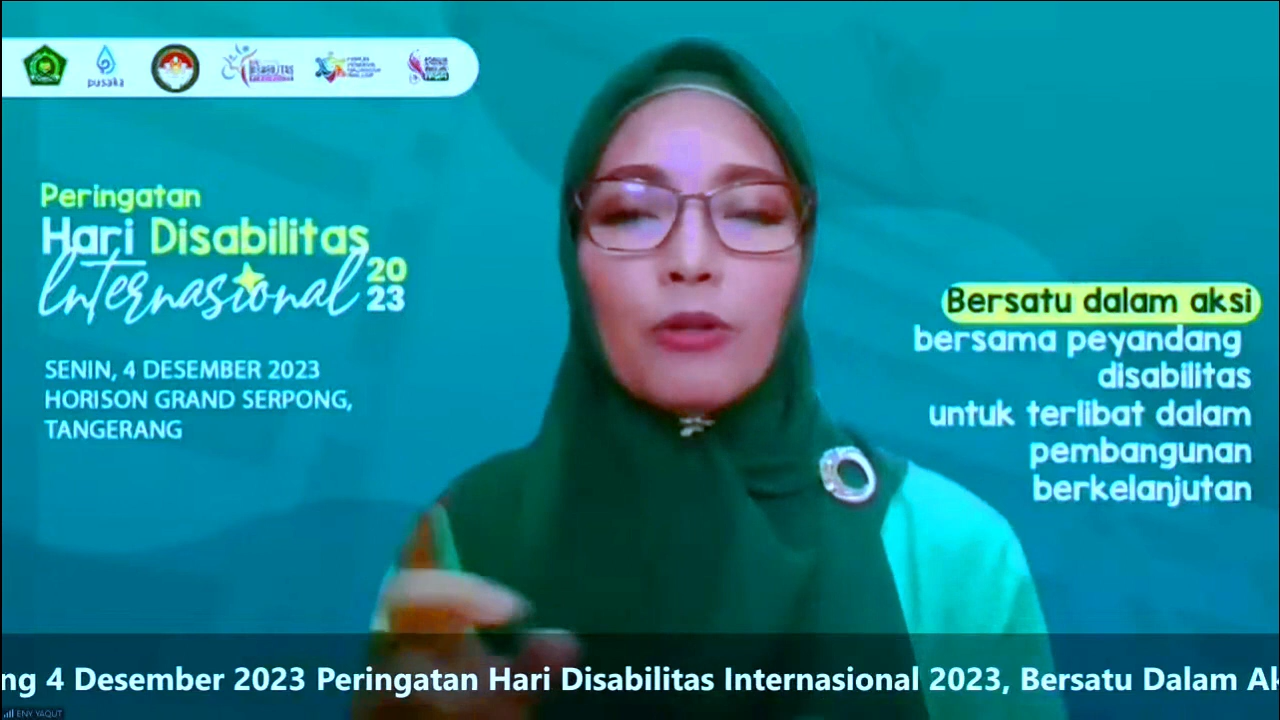 pusaka
Peringatan
Hari Disabilitas
Internasional 20
23
SENIN, 4 DESEMBER 2023
HORISON GRAND SERPONG,
TANGERANG
Bersatu dalam aksi
bersama peyandang
disabilitas
untuk terlibat dalam
pembangunan
berkelanjutan
ng 4 Desember 2023 Peringatan Hari Disabilitas Internasional 2023, Bersatu Dalam Ak
ENY YAQUT